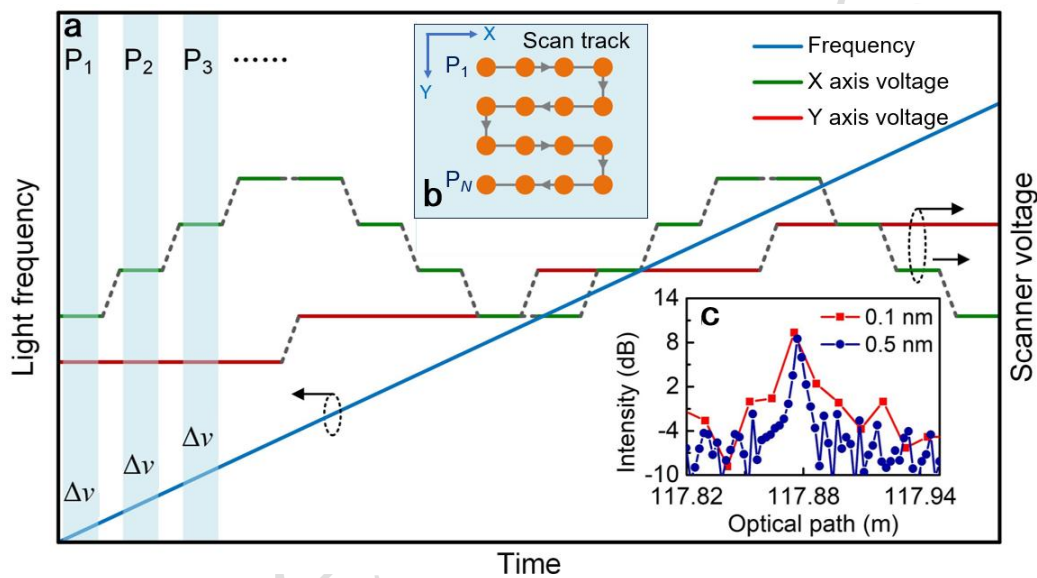 a
P1 P2 P3 ······
Δν
Δν
Δν
X
Y
Scan track
P1
PN
b
Frequency
X axis voltage
Y axis voltage
Light frequency
Scanner voltage
Time
c
0.1 nm
0.5 nm
14
8
2
-4
-10
Intensity (dB)
117.82 117.88 117.94
Optical path (m)